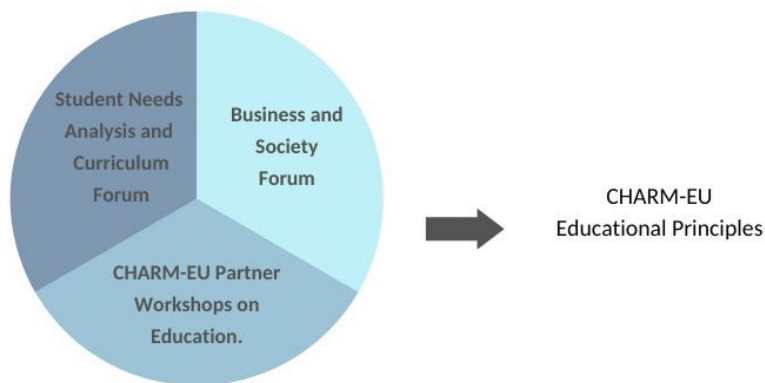 Student Needs
Analysis and
Curriculum
Forum
Business and
Society
Forum
CHARM-EU Partner
Workshops on
Education.
CHARM-EU
Educational Principles